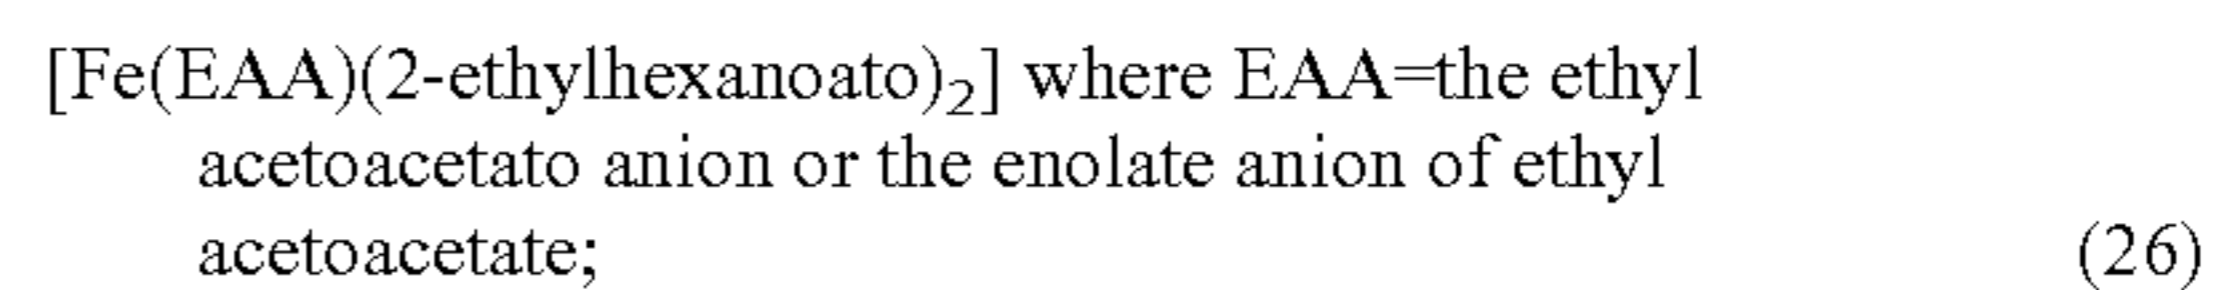 [Fe(EAA)(2-ethylhexanoato)₂] where EAA=the ethyl
acetoacetato anion or the enolate anion of ethyl
acetoacetate; (26)